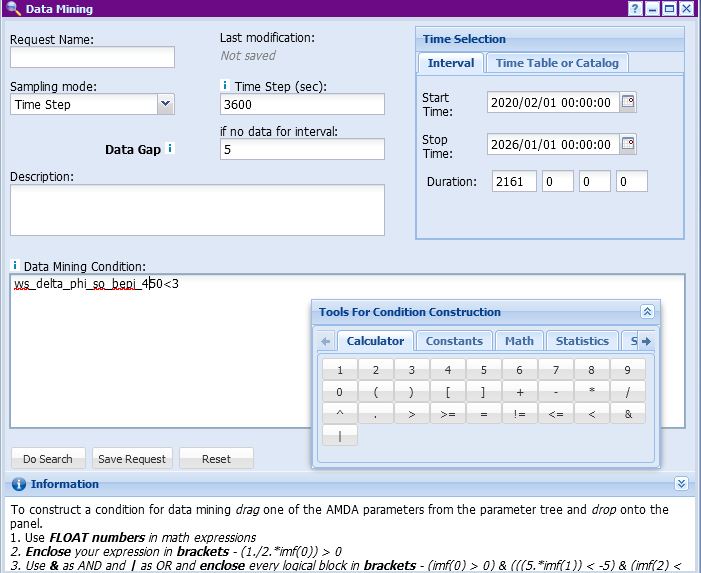 Data Mining
Request Name:
Last modification:
Not saved
Sampling mode:
Time Step
Time Step (sec):
3600
Data Gap
if no data for interval:
5
Description:
Time Selection
Interval
Time Table or Catalog
Start Time:
2020/02/01 00:00:00
Stop Time:
2026/01/01 00:00:00
Duration:
2161 0 0 0
Data Mining Condition:
ws_delta_phi_so_bepi_450<3
Tools For Condition Construction
Calculator Constants Math Statistics S
1 2 3 4 5 6 7 8 9
0 ( ) [ ] + - * /
^ . > >= = != <= < &
|
Do Search Save Request Reset
Information
To construct a condition for data mining drag one of the AMDA parameters from the parameter tree and drop onto the
panel.
1. Use FLOAT numbers in math expressions
2. Enclose your expression in brackets - (1./2.*imf(0)) > 0
3. Use & as AND and | as OR and enclose every logical block in brackets - (imf(0) > 0) & (((5.*imf(1)) < -5) & (imf(2) <